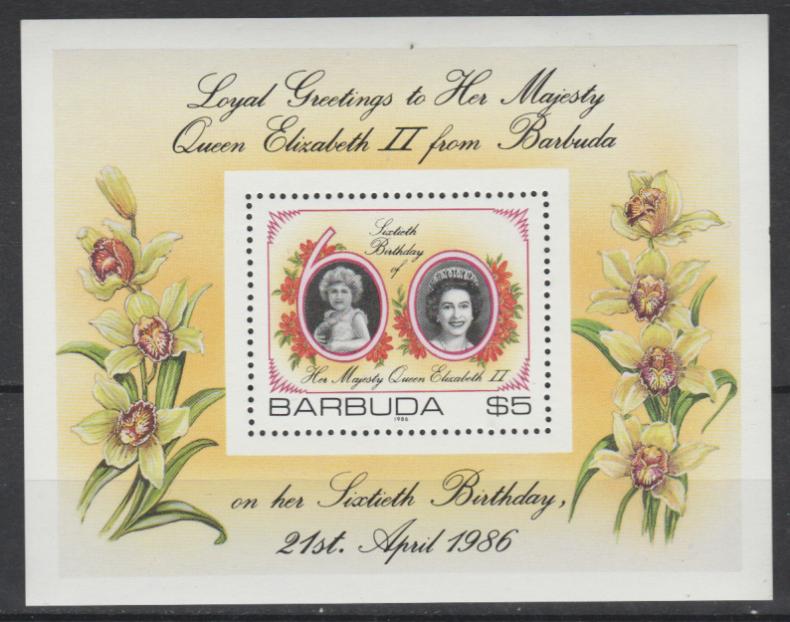 Loyal Greetings to Her Majesty
Queen Elizabeth II from Barbuda
Sixtieth
Birthday
of
60
Her Majesty Queen Elizabeth II
BARBUDA 1986 $5
on her Sixtieth Birthday,
21st. April 1986